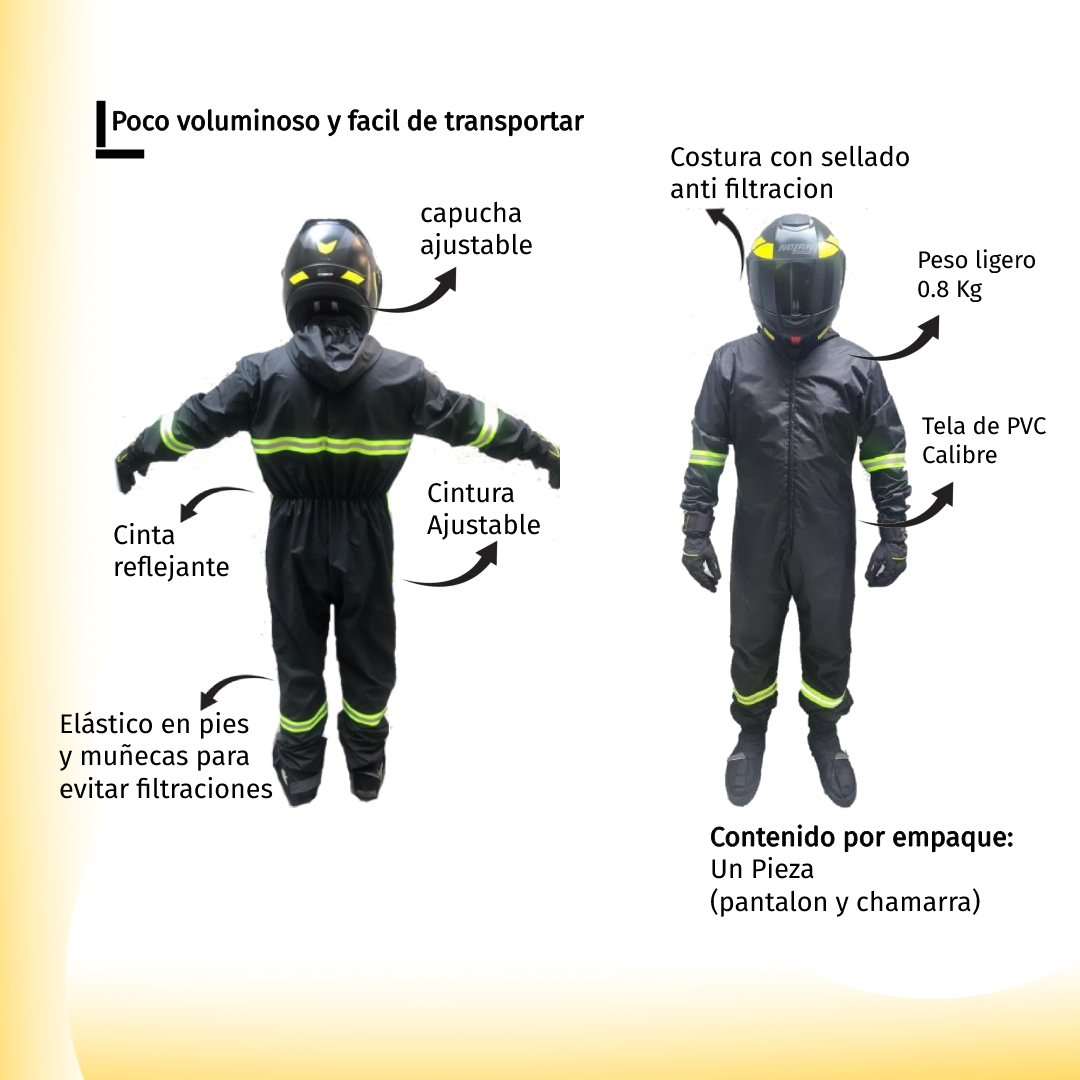 Poco voluminoso y facil de transportar
Costura con sellado
anti filtracion
capucha
ajustable
NOLAN
Peso ligero
0.8 Kg
Tela de PVC
Calibre
Cintura
Ajustable
Cinta
reflejante
Elástico en pies
y muñecas para
evitar filtraciones
Contenido por empaque:
Un Pieza
(pantalon y chamarra)